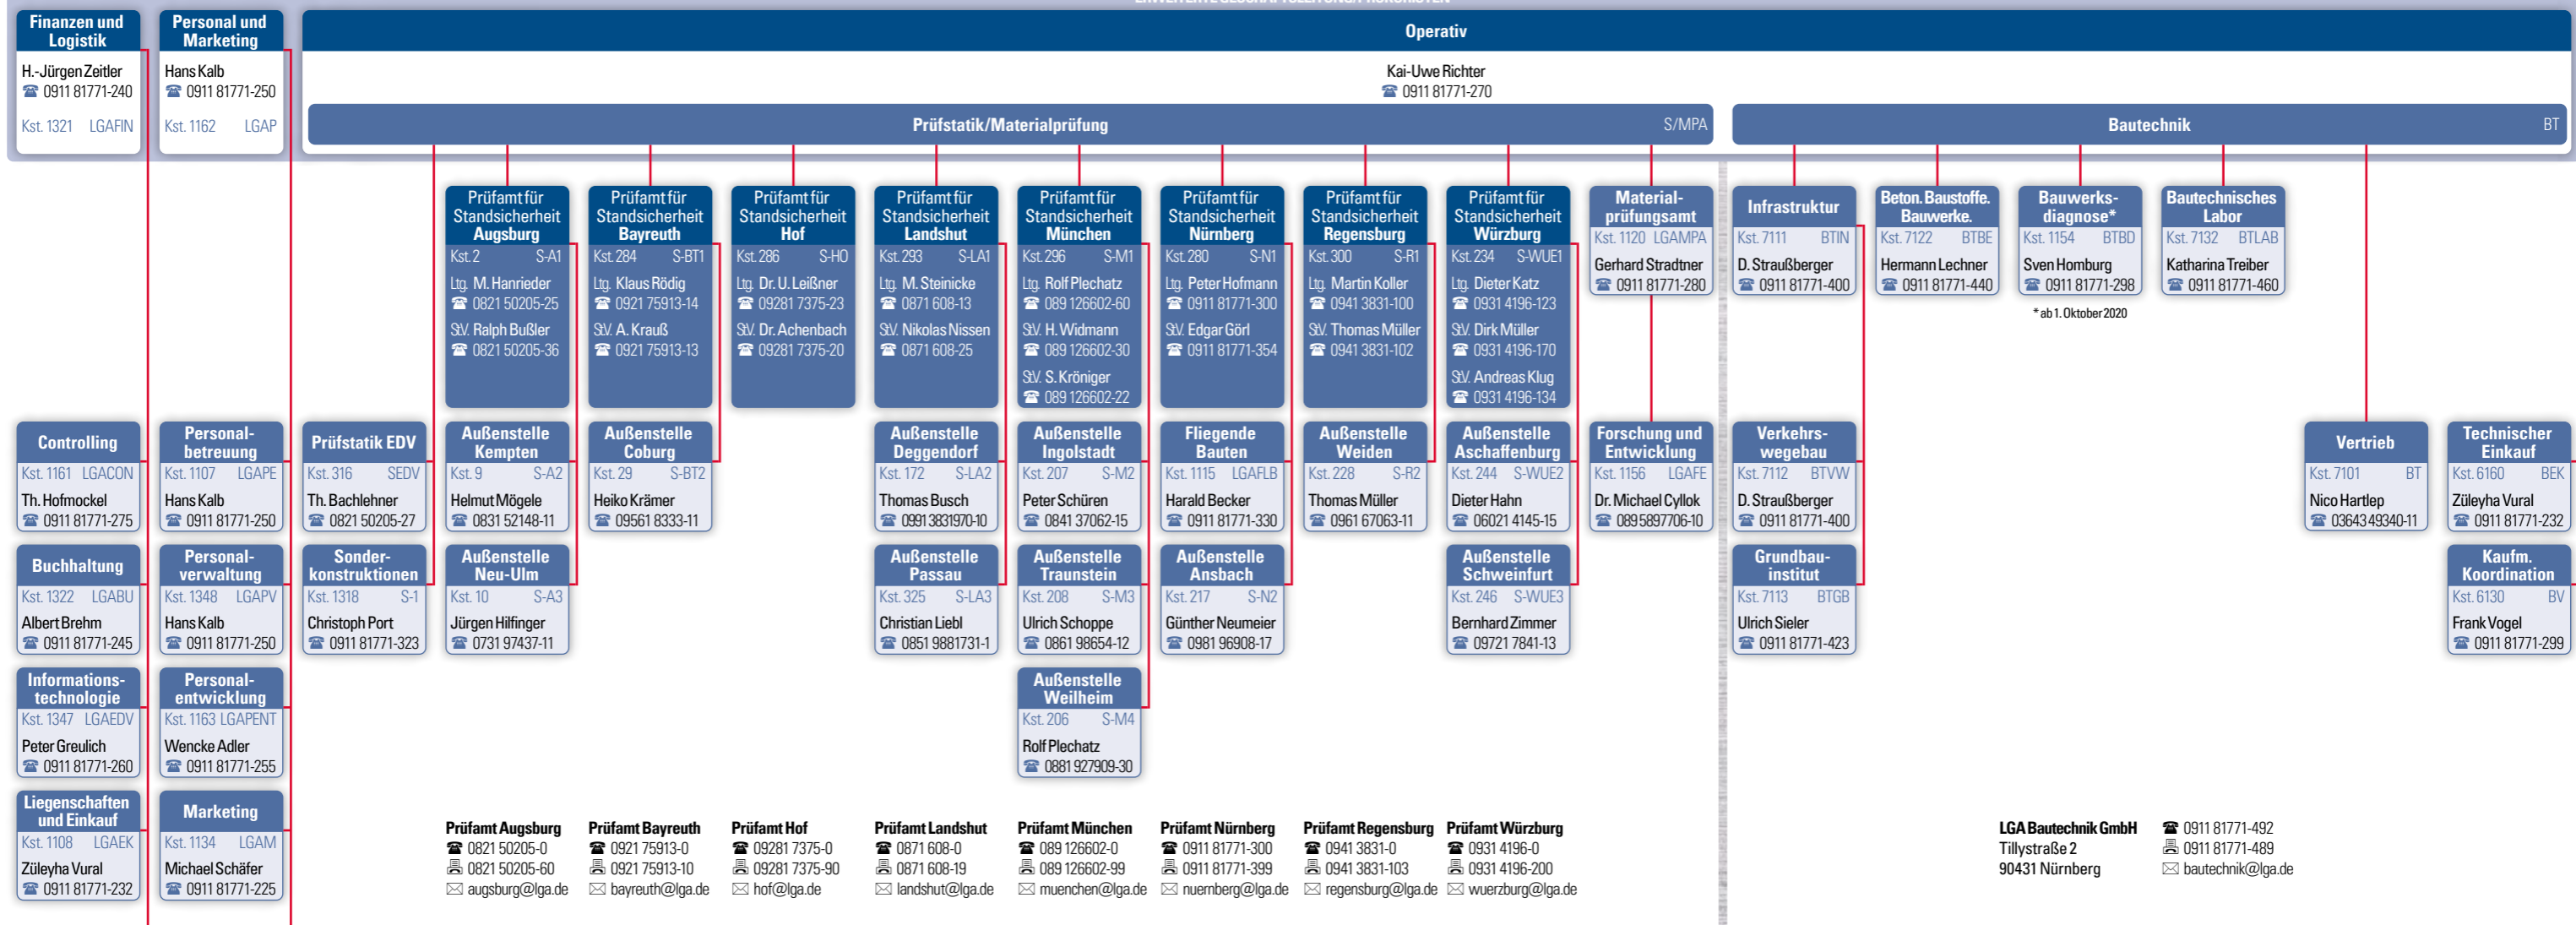 Finanzen und
Logistik
H.-Jürgen Zeitler
☎ 0911 81771-240
Kst. 1321 LGAFIN
Personal und
Marketing
Hans Kalb
☎ 0911 81771-250
Kst. 1162 LGAP
ERWEITERTE GESCHÄFTSLEITUNG/PROKURISTEN
Operativ
Kai-Uwe Richter
☎ 0911 81771-270
Prüfstatik/Materialprüfung S/MPA
Bautechnik BT
Prüfamt für
Standsicherheit
Augsburg
Kst. 2 S-A1
Ltg. M. Hanrieder
☎ 0821 50205-25
StV. Ralph Bußler
☎ 0821 50205-36
Prüfamt für
Standsicherheit
Bayreuth
Kst. 284 S-BT1
Ltg. Klaus Rödig
☎ 0921 75913-14
StV. A. Krauß
☎ 0921 75913-13
Prüfamt für
Standsicherheit
Hof
Kst. 286 S-HO
Ltg. Dr. U. Leißner
☎ 09281 7375-23
StV. Dr. Achenbach
☎ 09281 7375-20
Prüfamt für
Standsicherheit
Landshut
Kst. 293 S-LA1
Ltg. M. Steinicke
☎ 0871 608-13
StV. Nikolas Nissen
☎ 0871 608-25
Prüfamt für
Standsicherheit
München
Kst. 296 S-M1
Ltg. Rolf Plechatz
☎ 089 126602-60
StV. H. Widmann
☎ 089 126602-30
StV. S. Kröniger
☎ 089 126602-22
Prüfamt für
Standsicherheit
Nürnberg
Kst. 280 S-N1
Ltg. Peter Hofmann
☎ 0911 81771-300
StV. Edgar Görl
☎ 0911 81771-354
Prüfamt für
Standsicherheit
Regensburg
Kst. 300 S-R1
Ltg. Martin Koller
☎ 0941 3831-100
StV. Thomas Müller
☎ 0941 3831-102
Prüfamt für
Standsicherheit
Würzburg
Kst. 234 S-WUE1
Ltg. Dieter Katz
☎ 0931 4196-123
StV. Dirk Müller
☎ 0931 4196-170
StV. Andreas Klug
☎ 0931 4196-134
Material-
prüfungsamt
Kst. 1120 LGAMPA
Gerhard Stradtner
☎ 0911 81771-280
Infrastruktur
Kst. 7111 BTIN
D. Straußberger
☎ 0911 81771-400
Beton. Baustoffe.
Bauwerke.
Kst. 7122 BTBE
Hermann Lechner
☎ 0911 81771-440
Bauwerks-
diagnose*
Kst. 1154 BTBD
Sven Homburg
☎ 0911 81771-298
* ab 1. Oktober 2020
Bautechnisches
Labor
Kst. 7132 BTLAB
Katharina Treiber
☎ 0911 81771-460
Controlling
Kst. 1161 LGACON
Th. Hofmockel
☎ 0911 81771-275
Personal-
betreuung
Kst. 1107 LGAPE
Hans Kalb
☎ 0911 81771-250
Prüfstatik EDV
Kst. 316 SEDV
Th. Bachlehner
☎ 0821 50205-27
Außenstelle
Kempten
Kst. 9 S-A2
Helmut Mögele
☎ 0831 52148-11
Außenstelle
Coburg
Kst. 29 S-BT2
Heiko Krämer
☎ 09561 8333-11
Außenstelle
Deggendorf
Kst. 172 S-LA2
Thomas Busch
☎ 0991 3831970-10
Außenstelle
Ingolstadt
Kst. 207 S-M2
Peter Schüren
☎ 0841 37062-15
Fliegende
Bauten
Kst. 1115 LGAFLB
Harald Becker
☎ 0911 81771-330
Außenstelle
Weiden
Kst. 228 S-R2
Thomas Müller
☎ 0961 67063-11
Außenstelle
Aschaffenburg
Kst. 244 S-WUE2
Dieter Hahn
☎ 06021 4145-15
Forschung und
Entwicklung
Kst. 1156 LGAFE
Dr. Michael Cyllok
☎ 089 5897706-10
Verkehrs-
wegebau
Kst. 7112 BTVW
D. Straußberger
☎ 0911 81771-400
Vertrieb
Kst. 7101 BT
Nico Hartlep
☎ 03643 49340-11
Technischer
Einkauf
Kst. 6160 BEK
Züleyha Vural
☎ 0911 81771-232
Buchhaltung
Kst. 1322 LGABU
Albert Brehm
☎ 0911 81771-245
Personal-
verwaltung
Kst. 1348 LGAPV
Hans Kalb
☎ 0911 81771-250
Sonder-
konstruktionen
Kst. 1318 S-1
Christoph Port
☎ 0911 81771-323
Außenstelle
Neu-Ulm
Kst. 10 S-A3
Jürgen Hilfinger
☎ 0731 97437-11
Außenstelle
Passau
Kst. 325 S-LA3
Christian Liebl
☎ 0851 9881731-1
Außenstelle
Traunstein
Kst. 208 S-M3
Ulrich Schoppe
☎ 0861 98654-12
Außenstelle
Ansbach
Kst. 217 S-N2
Günther Neumeier
☎ 0981 96908-17
Außenstelle
Schweinfurt
Kst. 246 S-WUE3
Bernhard Zimmer
☎ 09721 7841-13
Grundbau-
institut
Kst. 7113 BTGB
Ulrich Sieler
☎ 0911 81771-423
Kaufm.
Koordination
Kst. 6130 BV
Frank Vogel
☎ 0911 81771-299
Informations-
technologie
Kst. 1347 LGAEDV
Peter Greulich
☎ 0911 81771-260
Personal-
entwicklung
Kst. 1163 LGAPENT
Wencke Adler
☎ 0911 81771-255
Außenstelle
Weilheim
Kst. 206 S-M4
Rolf Plechatz
☎ 0881 927909-30
Liegenschaften
und Einkauf
Kst. 1108 LGAEK
Züleyha Vural
☎ 0911 81771-232
Marketing
Kst. 1134 LGAM
Michael Schäfer
☎ 0911 81771-225
Prüfamt Augsburg
☎ 0821 50205-0
0821 50205-60
✉ augsburg@lga.de
Prüfamt Bayreuth
☎ 0921 75913-0
0921 75913-10
✉ bayreuth@lga.de
Prüfamt Hof
☎ 09281 7375-0
09281 7375-90
✉ hof@lga.de
Prüfamt Landshut
☎ 0871 608-0
0871 608-19
✉ landshut@lga.de
Prüfamt München
☎ 089 126602-0
089 126602-99
✉ muenchen@lga.de
Prüfamt Nürnberg
☎ 0911 81771-300
0911 81771-399
✉ nuernberg@lga.de
Prüfamt Regensburg
☎ 0941 3831-0
0941 3831-103
✉ regensburg@lga.de
Prüfamt Würzburg
☎ 0931 4196-0
0931 4196-200
✉ wuerzburg@lga.de
LGA Bautechnik GmbH
Tillystraße 2
90431 Nürnberg
☎ 0911 81771-492
0911 81771-489
✉ bautechnik@lga.de